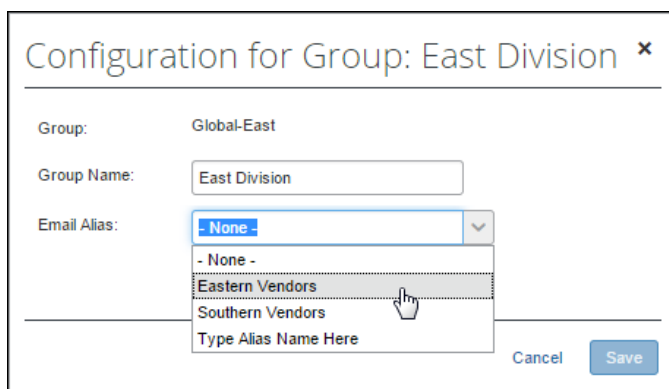 Configuration for Group: East Division ×
Group: Global-East
Group Name: East Division
Email Alias: - None -
- None -
Eastern Vendors
Southern Vendors
Type Alias Name Here
Cancel Save